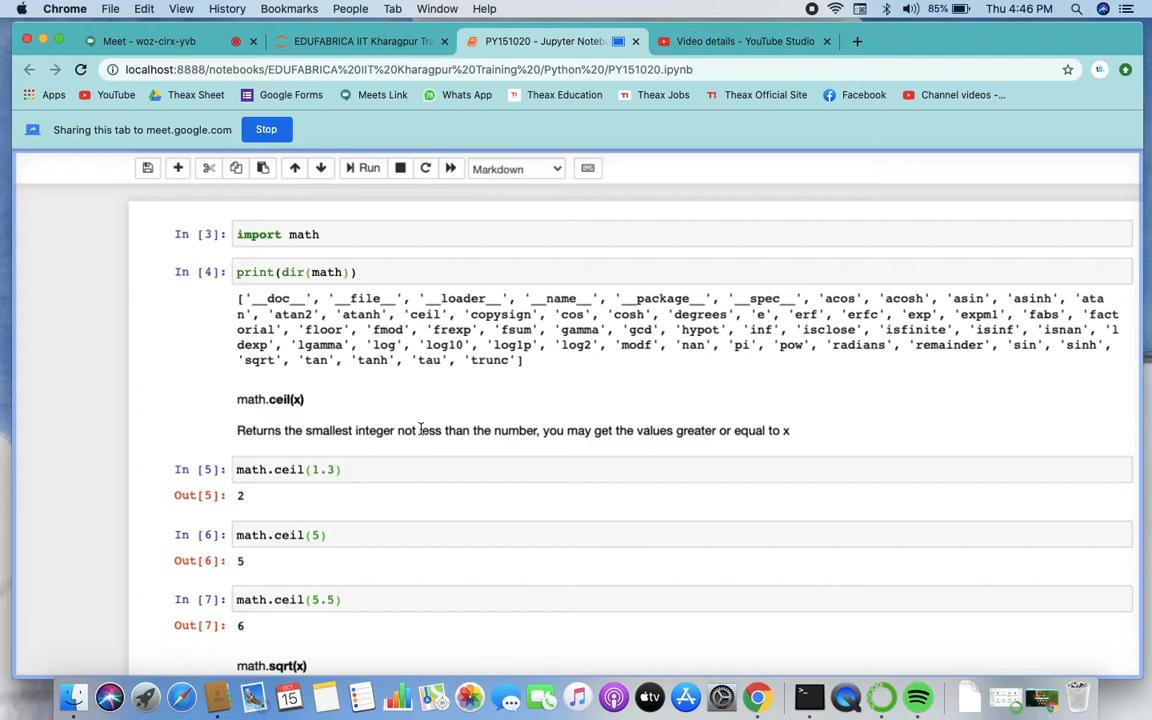 Chrome File Edit View History Bookmarks People Tab Window Help 85% Thu 4:46 PM
Meet - woz-cirx-yvb EDUFABRICA IIT Kharagpur Tra PY151020 - Jupyter Notebo Video details - YouTube Studio
localhost:8888/notebooks/EDUFABRICA%20IIT%20Kharagpur%20Training%20/Python%20/PY151020.ipynb
Apps YouTube Theax Sheet Google Forms Meets Link Whats App Theax Education Theax Jobs Theax Official Site Facebook Channel videos -...
Sharing this tab to meet.google.com Stop
Run Markdown
In [3]: import math
In [4]: print(dir(math))
['__doc__', '__file__', '__loader__', '__name__', '__package__', '__spec__', 'acos', 'acosh', 'asin', 'asinh', 'ata
n', 'atan2', 'atanh', 'ceil', 'copysign', 'cos', 'cosh', 'degrees', 'e', 'erf', 'erfc', 'exp', 'expm1', 'fabs', 'fact
orial', 'floor', 'fmod', 'frexp', 'fsum', 'gamma', 'gcd', 'hypot', 'inf', 'isclose', 'isfinite', 'isinf', 'isnan', 'l
dexp', 'lgamma', 'log', 'log10', 'log1p', 'log2', 'modf', 'nan', 'pi', 'pow', 'radians', 'remainder', 'sin', 'sinh',
'sqrt', 'tan', 'tanh', 'tau', 'trunc']
math.ceil(x)
Returns the smallest integer not less than the number, you may get the values greater or equal to x
In [5]: math.ceil(1.3)
Out[5]: 2
In [6]: math.ceil(5)
Out[6]: 5
In [7]: math.ceil(5.5)
Out[7]: 6
math.sqrt(x)